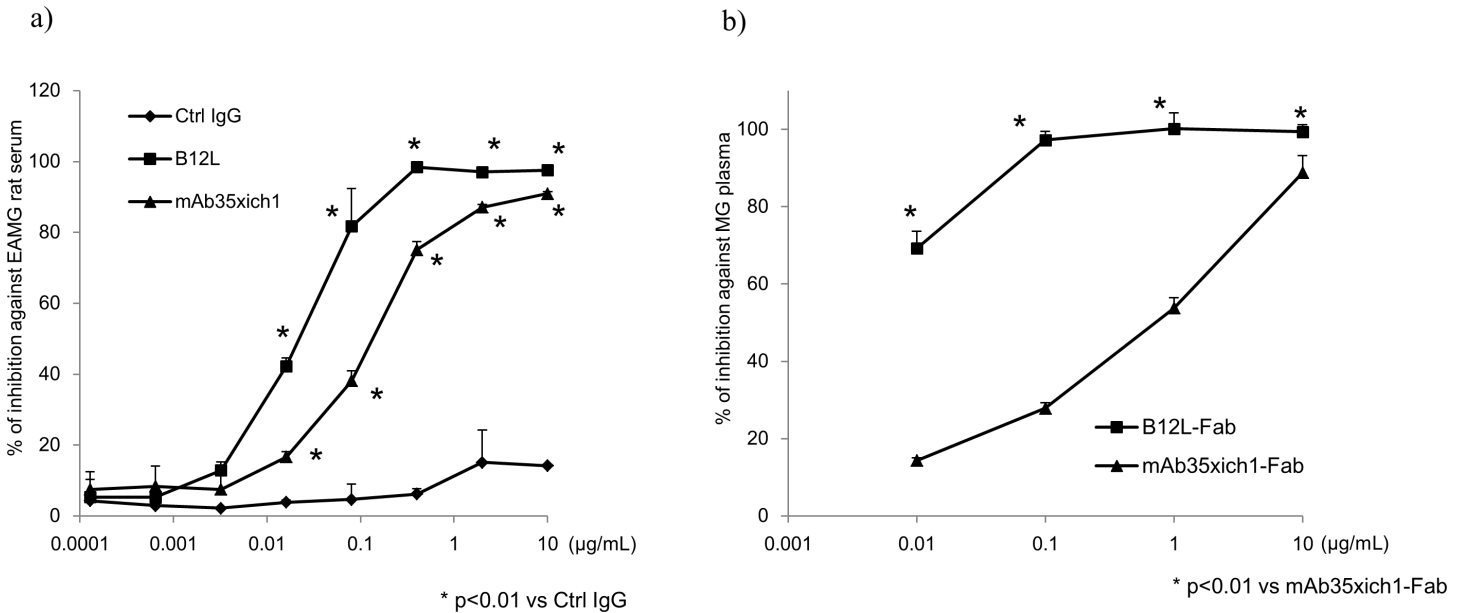 a)
120
100
80
60
40
20
0
% of inhibition against EAMG rat serum
Ctrl IgG
B12L
mAb35xich1
* * *
*
*
*
*
*
*
*
0.0001 0.001 0.01 0.1 1 10 (µg/mL)
* p<0.01 vs Ctrl IgG
b)
100
80
60
40
20
0
% of inhibition against MG plasma
* * *
*
B12L-Fab
mAb35xich1-Fab
0.001 0.01 0.1 1 10 (µg/mL)
* p<0.01 vs mAb35xich1-Fab